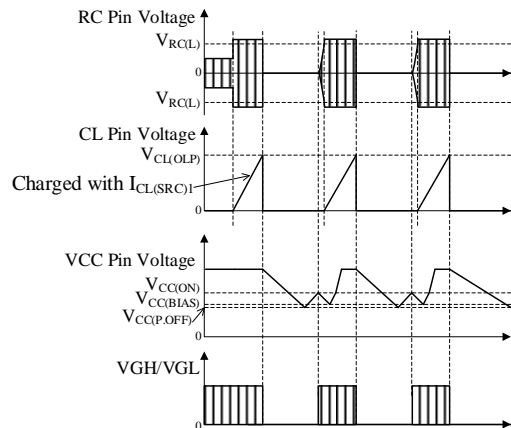 RC Pin Voltage
VRC(L)
0
VRC(L)
CL Pin Voltage
VCL(OLP)
Charged with ICL(SRC)1
0
VCC Pin Voltage
VCC(ON)
VCC(BIAS)
VCC(P.OFF)
0
VGH/VGL
0